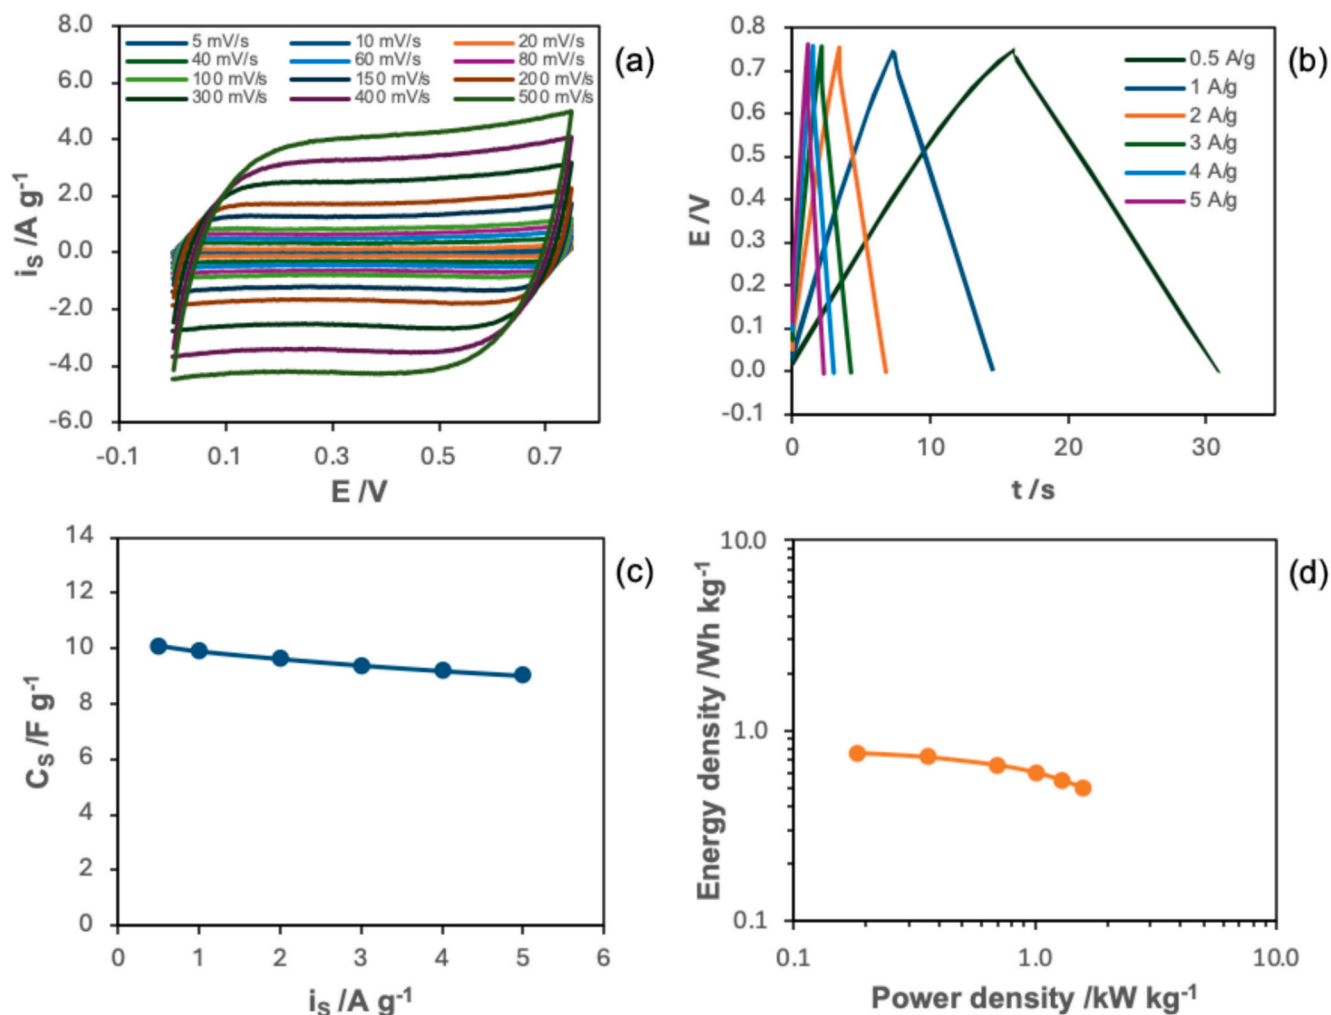 8.0
6.0
4.0
2.0
0.0
-2.0
-4.0
-6.0
5 mV/s 10 mV/s 20 mV/s
40 mV/s 60 mV/s 80 mV/s
100 mV/s 150 mV/s 200 mV/s
300 mV/s 400 mV/s 500 mV/s
(a)
iS /A g-1
-0.1 0.1 0.3 0.5 0.7
E /V
0.8
0.7
0.6
0.5
0.4
0.3
0.2
0.1
0.0
-0.1
0.5 A/g
1 A/g
2 A/g
3 A/g
4 A/g
5 A/g
(b)
E /V
0 10 20 30
t /s
14
12
10
8
6
4
2
0
(c)
CS /F g-1
0 1 2 3 4 5 6
iS /A g-1
10.0
1.0
0.1
(d)
Energy density /Wh kg-1
0.1 1.0 10.0
Power density /kW kg-1